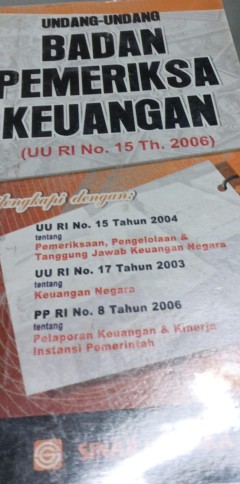 UNDANG-UNDANG
BADAN
PEMERIKSA
KEUANGAN
(UU RI No. 15 Th. 2006)
dengan:
UU RI No. 15 Tahun 2004
tentang
Pemeriksaan, Pengelolaan &
Tanggung Jawab Keuangan Negara
UU RI No. 17 Tahun 2003
tentang
Keuangan Negara
PP RI No. 8 Tahun 2006
tentang
Pelaporan Keuangan & Kinerja
Instansi Pemerintah